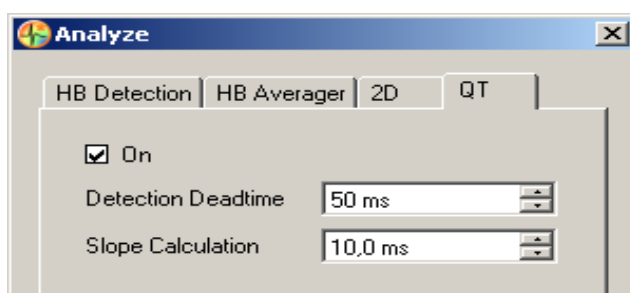 Analyze
HB Detection HB Averager 2D QT
On
Detection Deadtime 50 ms
Slope Calculation 10,0 ms